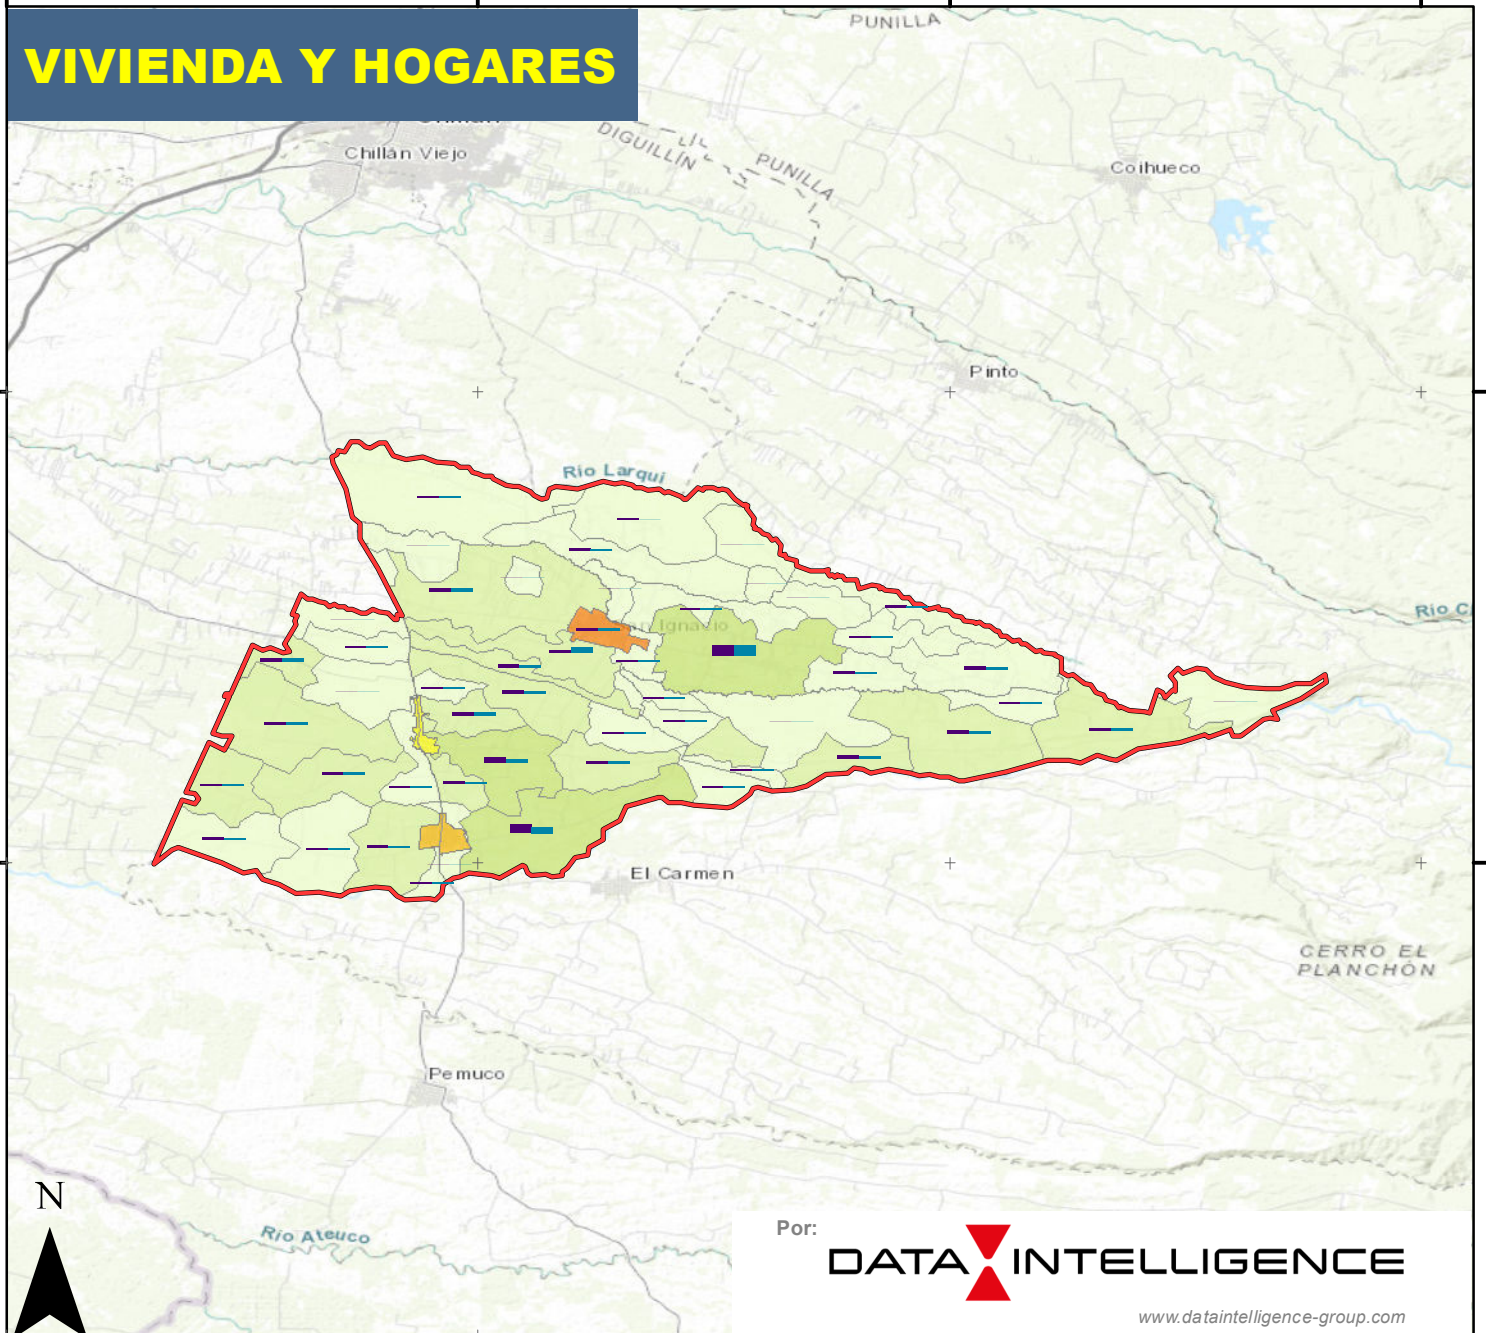 PUNILLA
VIVIENDA Y HOGARES
Chillán Viejo
DIGUILLÍN
PUNILLA
Coihueco
Pinto
Río Larqui
Río C
Ignacio
El Carmen
CERRO EL
PLANCHÓN
Pemuco
N
Río Ateuco
Por:
DATA INTELLIGENCE
www.dataintelligence-group.com